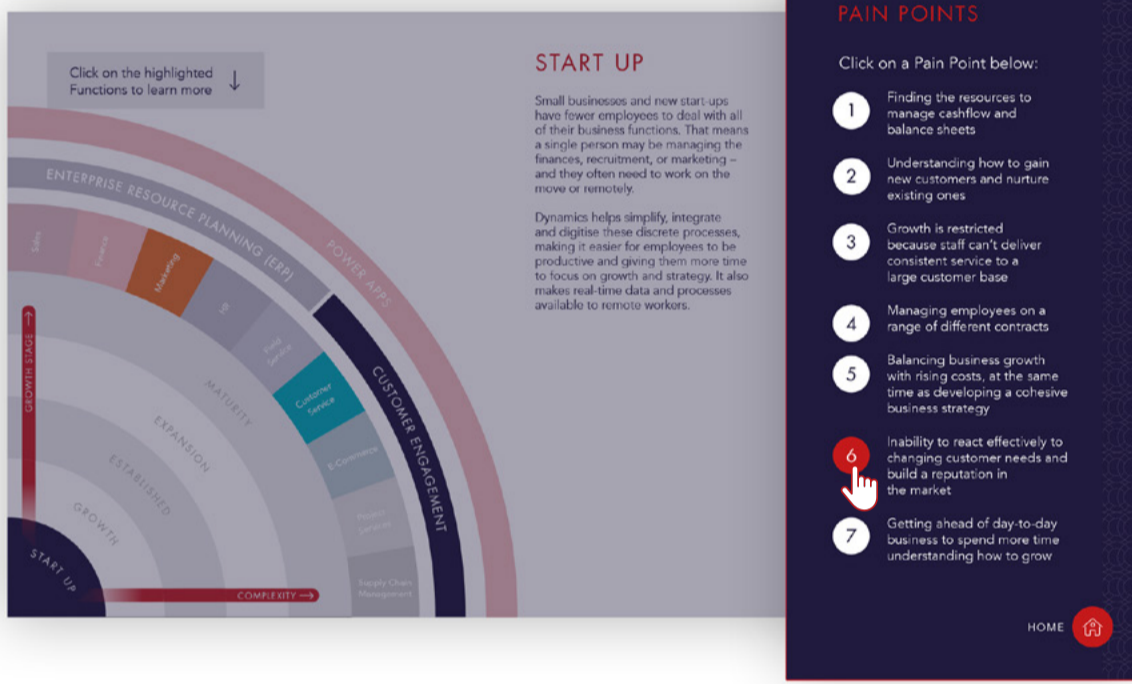 Click on the highlighted
Functions to learn more
START UP
Small businesses and new start-ups
have fewer employees to deal with all
of their business functions. That means
a single person may be managing the
finances, recruitment, or marketing –
and they often need to work on the
move or remotely.
Dynamics helps simplify, integrate
and digitise these discrete processes,
making it easier for employees to be
productive and giving them more time
to focus on growth and strategy. It also
makes real-time data and processes
available to remote workers.
POWER APPS
ENTERPRISE RESOURCE PLANNING (ERP)
CUSTOMER ENGAGEMENT
Sales
Finance
Marketing
Field
Service
Customer
Service
E-Commerce
Project
Services
Supply Chain
Management
MATURITY
EXPANSION
ESTABLISHED
GROWTH
START UP
GROWTH STAGE
COMPLEXITY
PAIN POINTS
Click on a Pain Point below:
1
Finding the resources to
manage cashflow and
balance sheets
2
Understanding how to gain
new customers and nurture
existing ones
3
Growth is restricted
because staff can't deliver
consistent service to a
large customer base
4
Managing employees on a
range of different contracts
5
Balancing business growth
with rising costs, at the same
time as developing a cohesive
business strategy
6
Inability to react effectively to
changing customer needs and
build a reputation in
the market
7
Getting ahead of day-to-day
business to spend more time
understanding how to grow
HOME